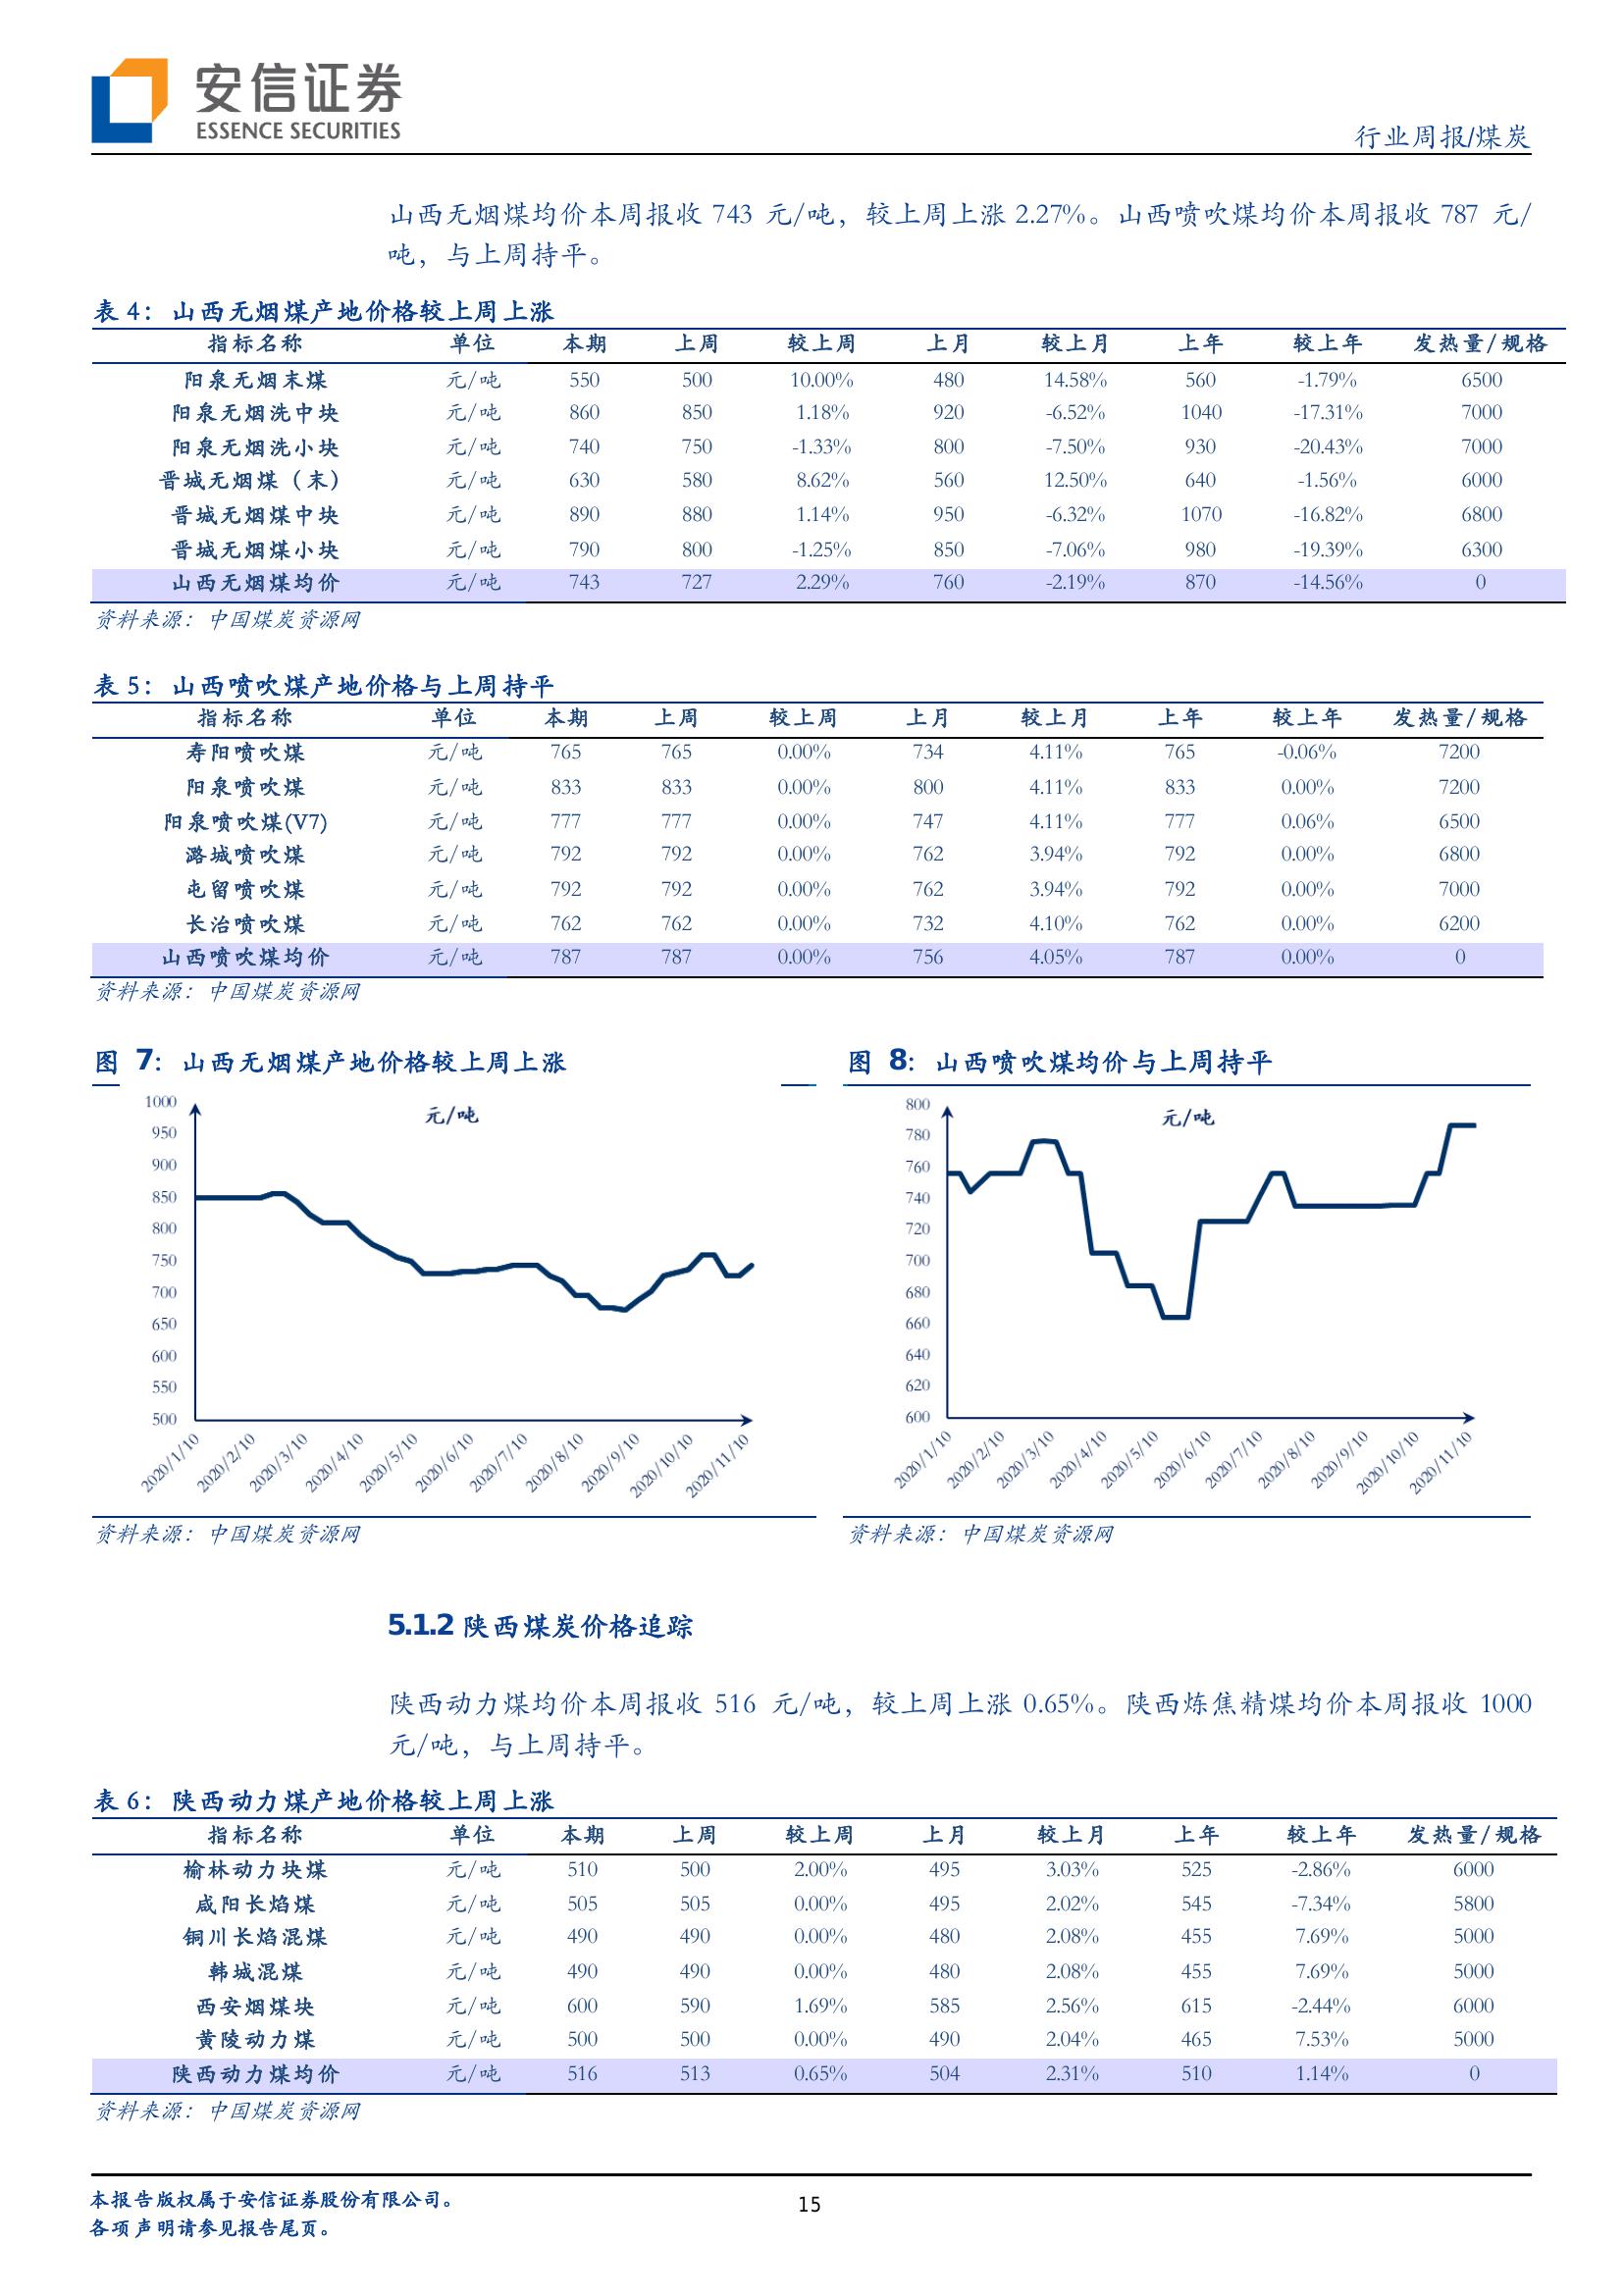 安信证券
ESSENCE SECURITIES
行业周报/煤炭
山西无烟煤均价本周报收 743 元/吨，较上周上涨 2.27%。山西喷吹煤均价本周报收 787 元/
吨，与上周持平。
表 4：山西无烟煤产地价格较上周上涨
指标名称 单位 本期 上周 较上周 上月 较上月 上年 较上年 发热量/规格
阳泉无烟末煤 元/吨 550 500 10.00% 480 14.58% 560 -1.79% 6500
阳泉无烟洗中块 元/吨 860 850 1.18% 920 -6.52% 1040 -17.31% 7000
阳泉无烟洗小块 元/吨 740 750 -1.33% 800 -7.50% 930 -20.43% 7000
晋城无烟煤（末） 元/吨 630 580 8.62% 560 12.50% 640 -1.56% 6000
晋城无烟煤中块 元/吨 890 880 1.14% 950 -6.32% 1070 -16.82% 6800
晋城无烟煤小块 元/吨 790 800 -1.25% 850 -7.06% 980 -19.39% 6300
山西无烟煤均价 元/吨 743 727 2.29% 760 -2.19% 870 -14.56% 0
资料来源：中国煤炭资源网
表 5：山西喷吹煤产地价格与上周持平
指标名称 单位 本期 上周 较上周 上月 较上月 上年 较上年 发热量/规格
寿阳喷吹煤 元/吨 765 765 0.00% 734 4.11% 765 -0.06% 7200
阳泉喷吹煤 元/吨 833 833 0.00% 800 4.11% 833 0.00% 7200
阳泉喷吹煤(V7) 元/吨 777 777 0.00% 747 4.11% 777 0.06% 6500
潞城喷吹煤 元/吨 792 792 0.00% 762 3.94% 792 0.00% 6800
屯留喷吹煤 元/吨 792 792 0.00% 762 3.94% 792 0.00% 7000
长治喷吹煤 元/吨 762 762 0.00% 732 4.10% 762 0.00% 6200
山西喷吹煤均价 元/吨 787 787 0.00% 756 4.05% 787 0.00% 0
资料来源：中国煤炭资源网
图 7：山西无烟煤产地价格较上周上涨
元/吨
1000
950
900
850
800
750
700
650
600
550
500
2020/1/10 2020/2/10 2020/3/10 2020/4/10 2020/5/10 2020/6/10 2020/7/10 2020/8/10 2020/9/10 2020/10/10 2020/11/10
资料来源：中国煤炭资源网
图 8：山西喷吹煤均价与上周持平
元/吨
800
780
760
740
720
700
680
660
640
620
600
2020/1/10 2020/2/10 2020/3/10 2020/4/10 2020/5/10 2020/6/10 2020/7/10 2020/8/10 2020/9/10 2020/10/10 2020/11/10
资料来源：中国煤炭资源网
5.1.2 陕西煤炭价格追踪
陕西动力煤均价本周报收 516 元/吨，较上周上涨 0.65%。陕西炼焦精煤均价本周报收 1000
元/吨，与上周持平。
表 6：陕西动力煤产地价格较上周上涨
指标名称 单位 本期 上周 较上周 上月 较上月 上年 较上年 发热量/规格
榆林动力块煤 元/吨 510 500 2.00% 495 3.03% 525 -2.86% 6000
咸阳长焰煤 元/吨 505 505 0.00% 495 2.02% 545 -7.34% 5800
铜川长焰混煤 元/吨 490 490 0.00% 480 2.08% 455 7.69% 5000
韩城混煤 元/吨 490 490 0.00% 480 2.08% 455 7.69% 5000
西安烟煤块 元/吨 600 590 1.69% 585 2.56% 615 -2.44% 6000
黄陵动力煤 元/吨 500 500 0.00% 490 2.04% 465 7.53% 5000
陕西动力煤均价 元/吨 516 513 0.65% 504 2.31% 510 1.14% 0
资料来源：中国煤炭资源网
本报告版权属于安信证券股份有限公司。
各项声明请参见报告尾页。
15